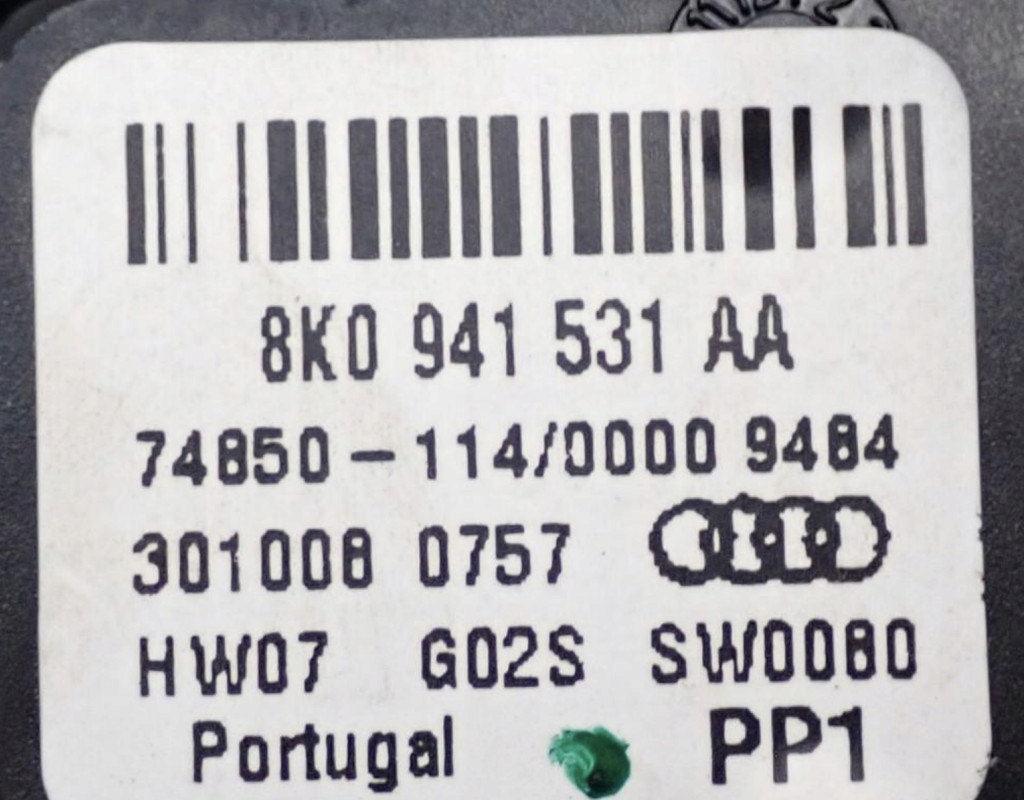 8K0 941 531 AA
74850-114/0000 9484
301008 0757
HW07 G02S SW0080
Portugal PP1